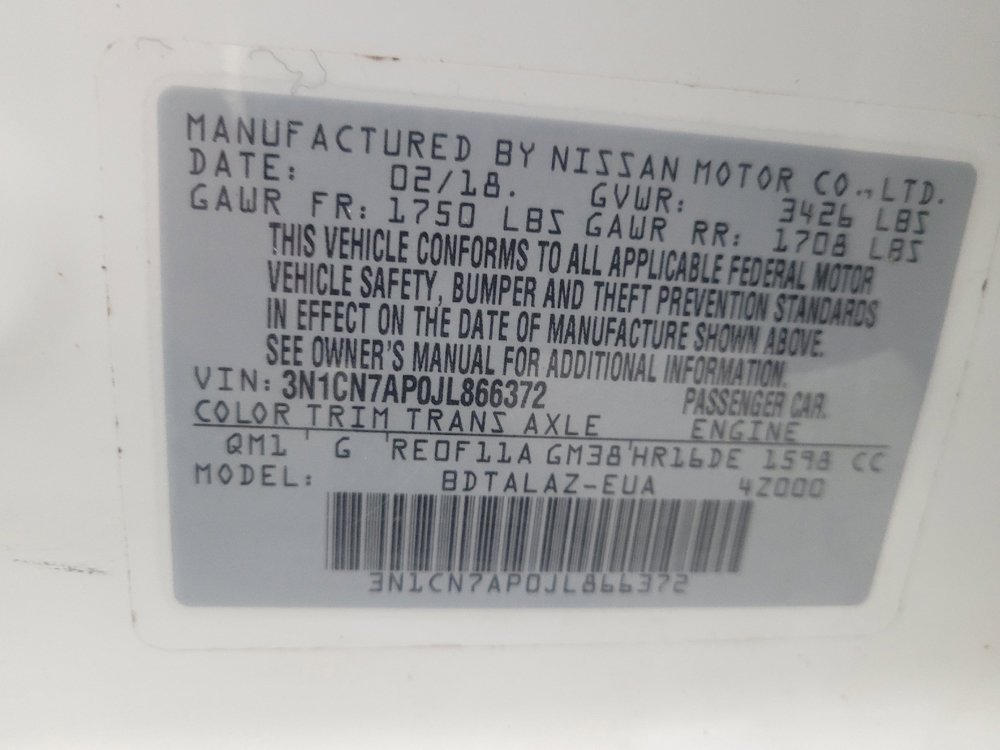 MANUFACTURED BY NISSAN MOTOR CO., LTD.
DATE: 02/18. GVWR: 3426 LBS
GAWR FR: 1750 LBS GAWR RR: 1708 LBS
THIS VEHICLE CONFORMS TO ALL APPLICABLE FEDERAL MOTOR
VEHICLE SAFETY, BUMPER AND THEFT PREVENTION STANDARDS
IN EFFECT ON THE DATE OF MANUFACTURE SHOWN ABOVE.
SEE OWNER'S MANUAL FOR ADDITIONAL INFORMATION.
VIN: 3N1CN7AP0JL866372 PASSENGER CAR.
COLOR TRIM TRANS AXLE ENGINE
QM1 G RE0F11A GM38 HR16DE 1598 CC
MODEL: BDTALAZ-EUA 4Z000
3N1CN7AP0JL866372